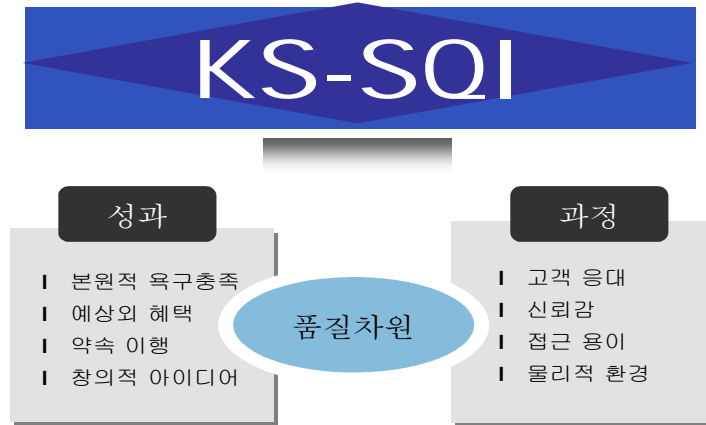 KS-SQI
성과
l 본원적 욕구충족
l 예상외 혜택
l 약속 이행
l 창의적 아이디어
품질차원
과정
l 고객 응대
l 신뢰감
l 접근 용이
l 물리적 환경